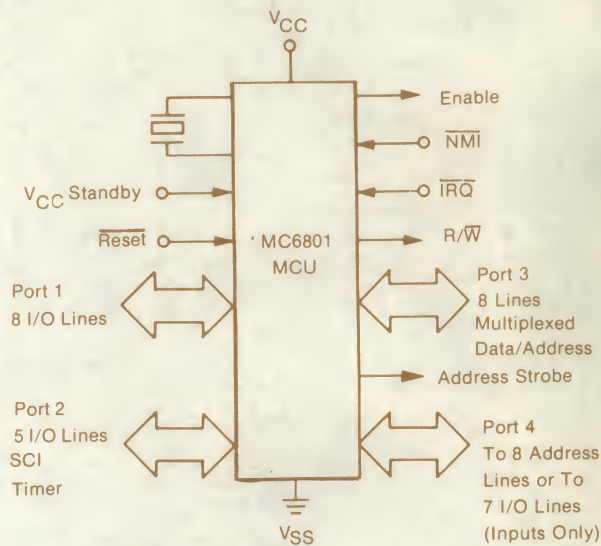 VCC
Enable
NMI
VCC Standby
IRQ
Reset
MC6801
MCU
R/W
Port 1
8 I/O Lines
Port 3
8 Lines
Multiplexed
Data/Address
Address Strobe
Port 2
5 I/O Lines
SCI
Timer
Port 4
To 8 Address
Lines or To
7 I/O Lines
(Inputs Only)
VSS